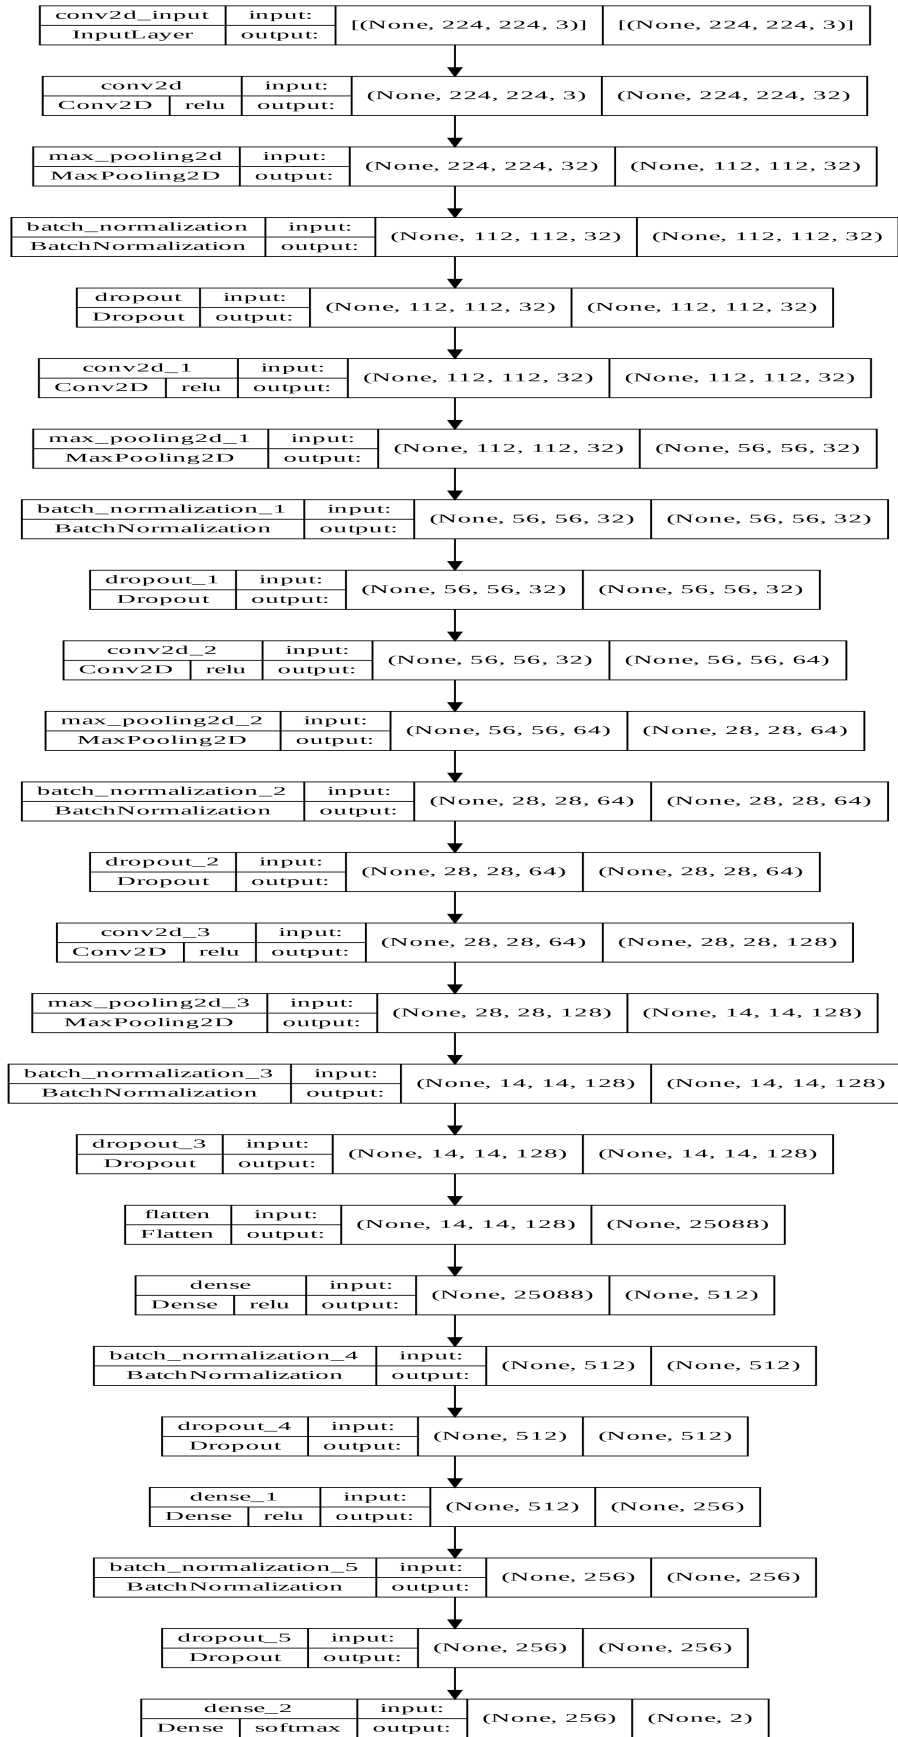 conv2d_input input: [(None, 224, 224, 3)] [(None, 224, 224, 3)]
InputLayer output:
conv2d input: (None, 224, 224, 3) (None, 224, 224, 32)
Conv2D relu output:
max_pooling2d input: (None, 224, 224, 32) (None, 112, 112, 32)
MaxPooling2D output:
batch_normalization input: (None, 112, 112, 32) (None, 112, 112, 32)
BatchNormalization output:
dropout input: (None, 112, 112, 32) (None, 112, 112, 32)
Dropout output:
conv2d_1 input: (None, 112, 112, 32) (None, 112, 112, 32)
Conv2D relu output:
max_pooling2d_1 input: (None, 112, 112, 32) (None, 56, 56, 32)
MaxPooling2D output:
batch_normalization_1 input: (None, 56, 56, 32) (None, 56, 56, 32)
BatchNormalization output:
dropout_1 input: (None, 56, 56, 32) (None, 56, 56, 32)
Dropout output:
conv2d_2 input: (None, 56, 56, 32) (None, 56, 56, 64)
Conv2D relu output:
max_pooling2d_2 input: (None, 56, 56, 64) (None, 28, 28, 64)
MaxPooling2D output:
batch_normalization_2 input: (None, 28, 28, 64) (None, 28, 28, 64)
BatchNormalization output:
dropout_2 input: (None, 28, 28, 64) (None, 28, 28, 64)
Dropout output:
conv2d_3 input: (None, 28, 28, 64) (None, 28, 28, 128)
Conv2D relu output:
max_pooling2d_3 input: (None, 28, 28, 128) (None, 14, 14, 128)
MaxPooling2D output:
batch_normalization_3 input: (None, 14, 14, 128) (None, 14, 14, 128)
BatchNormalization output:
dropout_3 input: (None, 14, 14, 128) (None, 14, 14, 128)
Dropout output:
flatten input: (None, 14, 14, 128) (None, 25088)
Flatten output:
dense input: (None, 25088) (None, 512)
Dense relu output:
batch_normalization_4 input: (None, 512) (None, 512)
BatchNormalization output:
dropout_4 input: (None, 512) (None, 512)
Dropout output:
dense_1 input: (None, 512) (None, 256)
Dense relu output:
batch_normalization_5 input: (None, 256) (None, 256)
BatchNormalization output:
dropout_5 input: (None, 256) (None, 256)
Dropout output:
dense_2 input: (None, 256) (None, 2)
Dense softmax output: